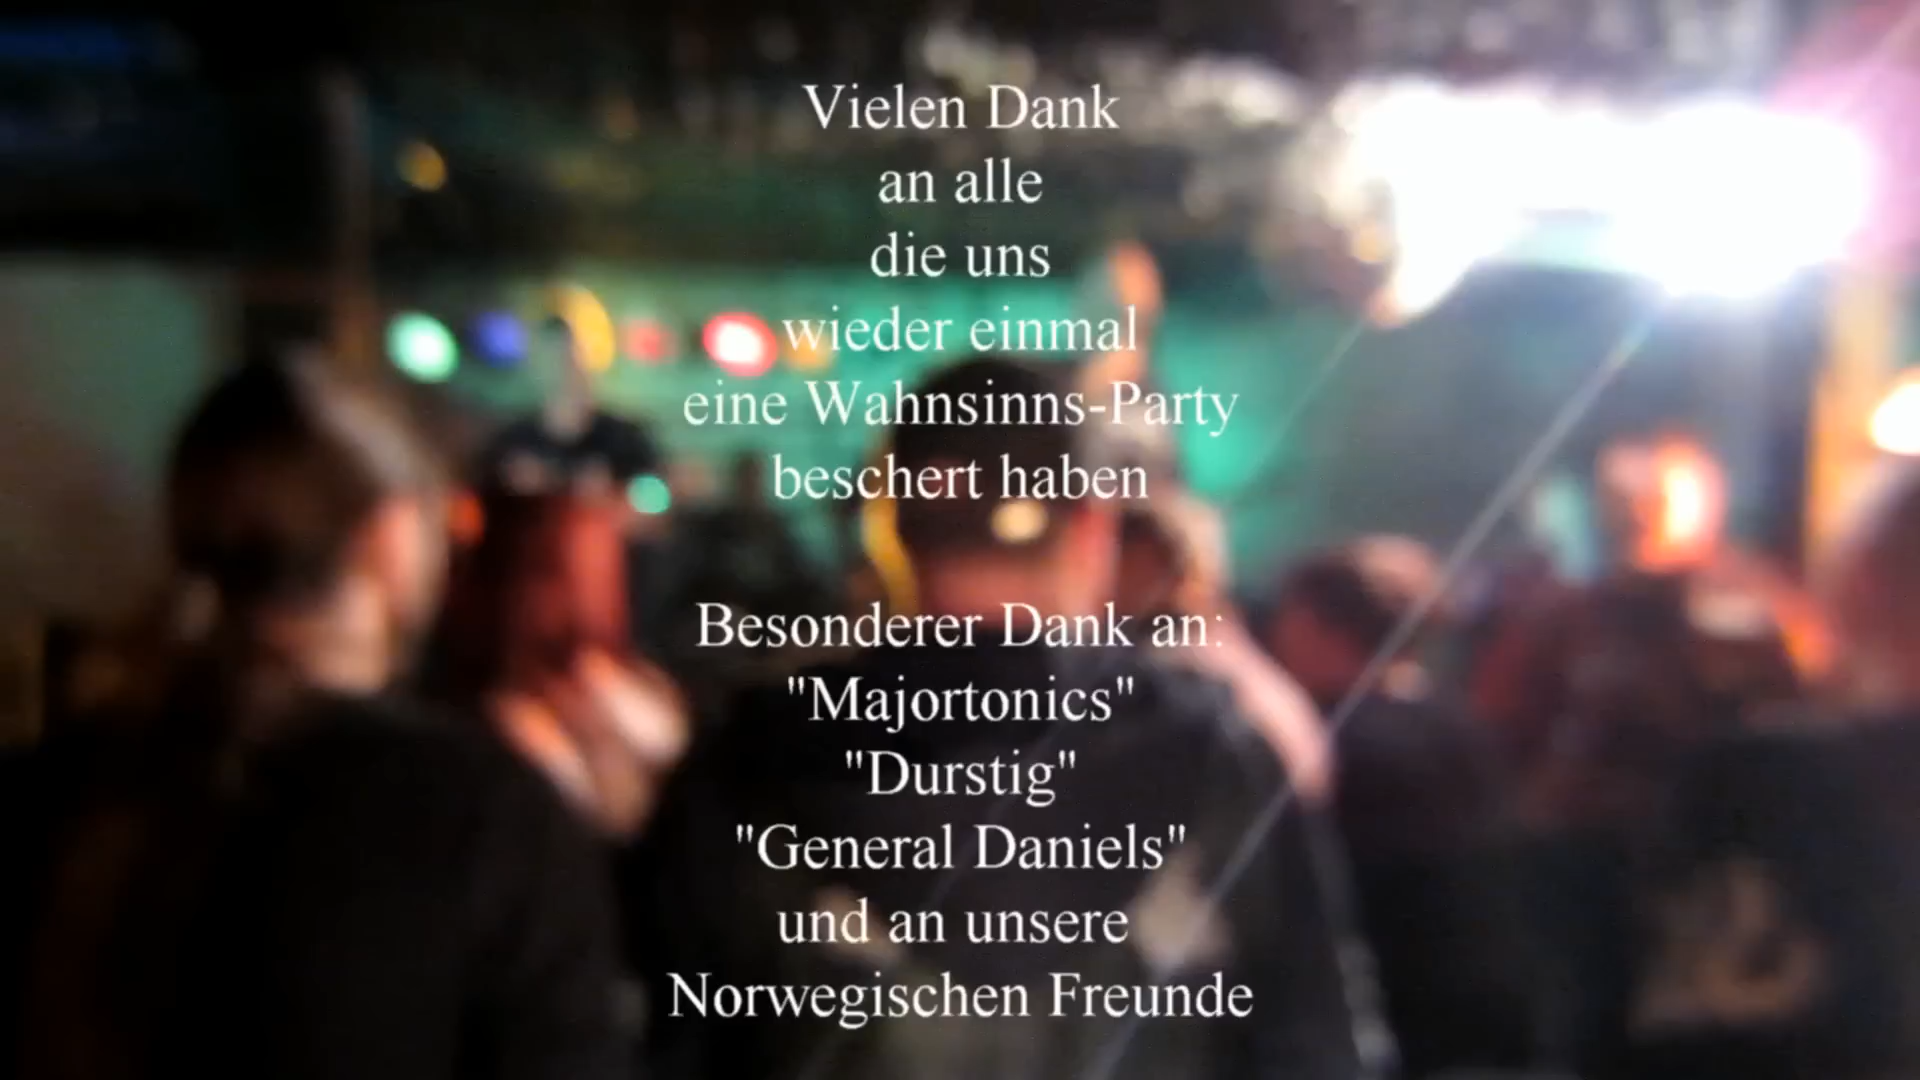 Vielen Dank
an alle
die uns
wieder einmal
eine Wahnsinns-Party
beschert haben
Besonderer Dank an:
"Majortonics"
"Durstig"
"General Daniels"
und an unsere
Norwegischen Freunde